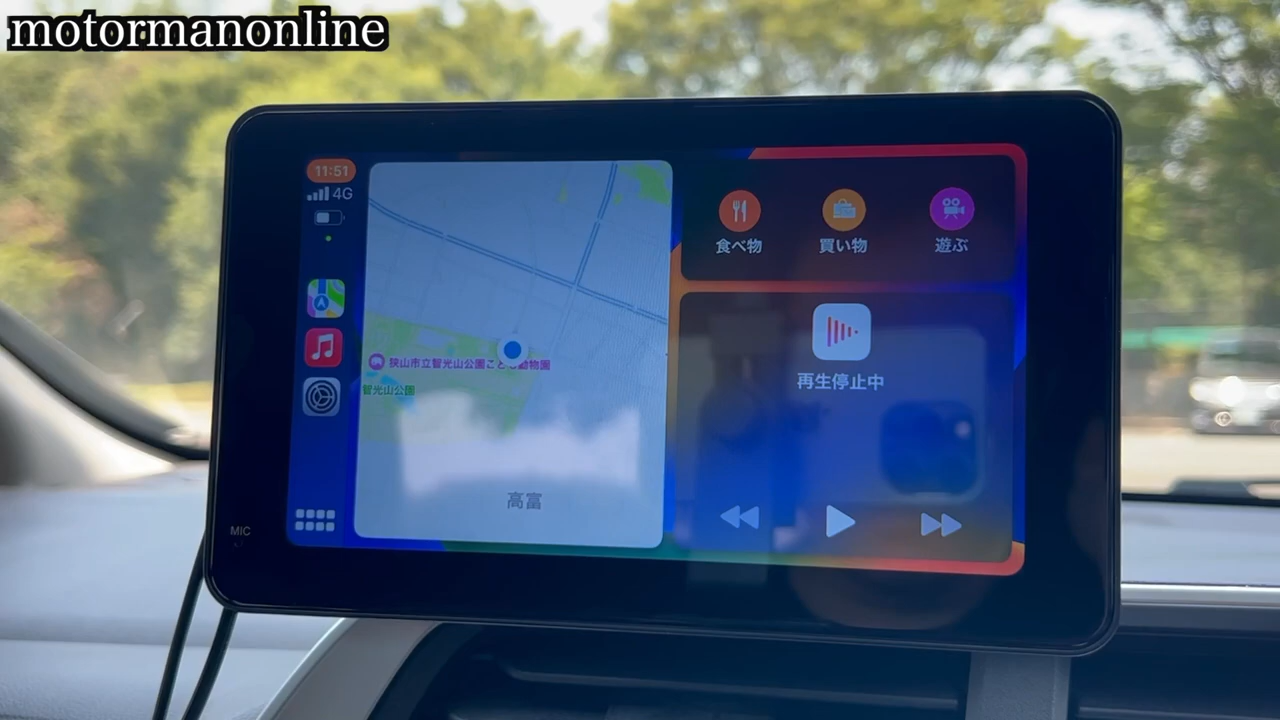 motormanonline
11:51
4G
食べ物
買い物
遊ぶ
狭山市立智光山公園こども動物園
智光山公園
再生停止中
高富
MIC